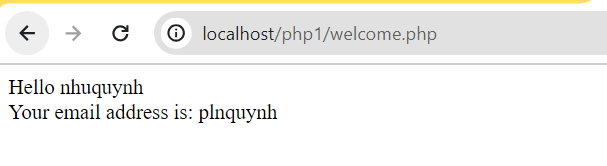 localhost/php1/welcome.php
Hello nhuquynh
Your email address is: plnquynh